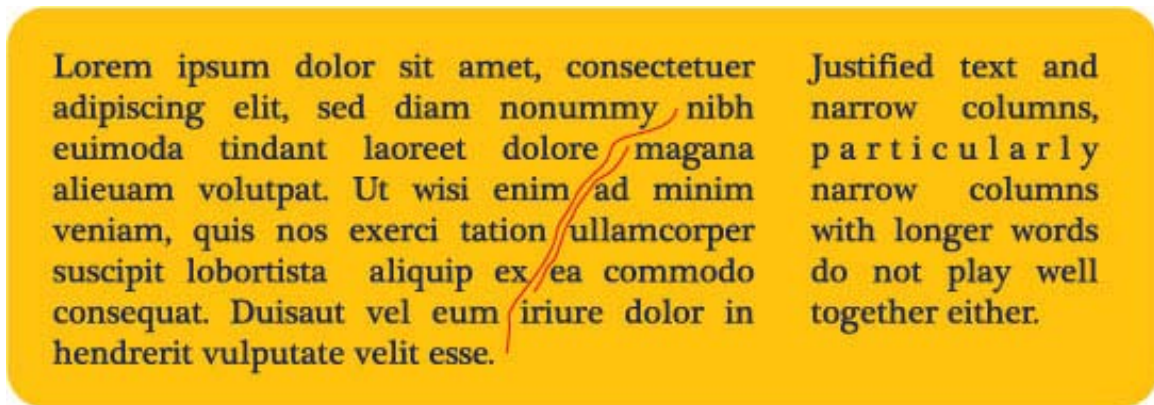 Lorem ipsum dolor sit amet, consectetuer
adipiscing elit, sed diam nonummy nibh
euimoda tindant laoreet dolore magana
alieuam volutpat. Ut wisi enim ad minim
veniam, quis nos exerci tation ullamcorper
suscipit lobortista aliquip ex ea commodo
consequat. Duisaut vel eum iriure dolor in
hendrerit vulputate velit esse.
Justified text and
narrow columns,
particularly
narrow columns
with longer words
do not play well
together either.